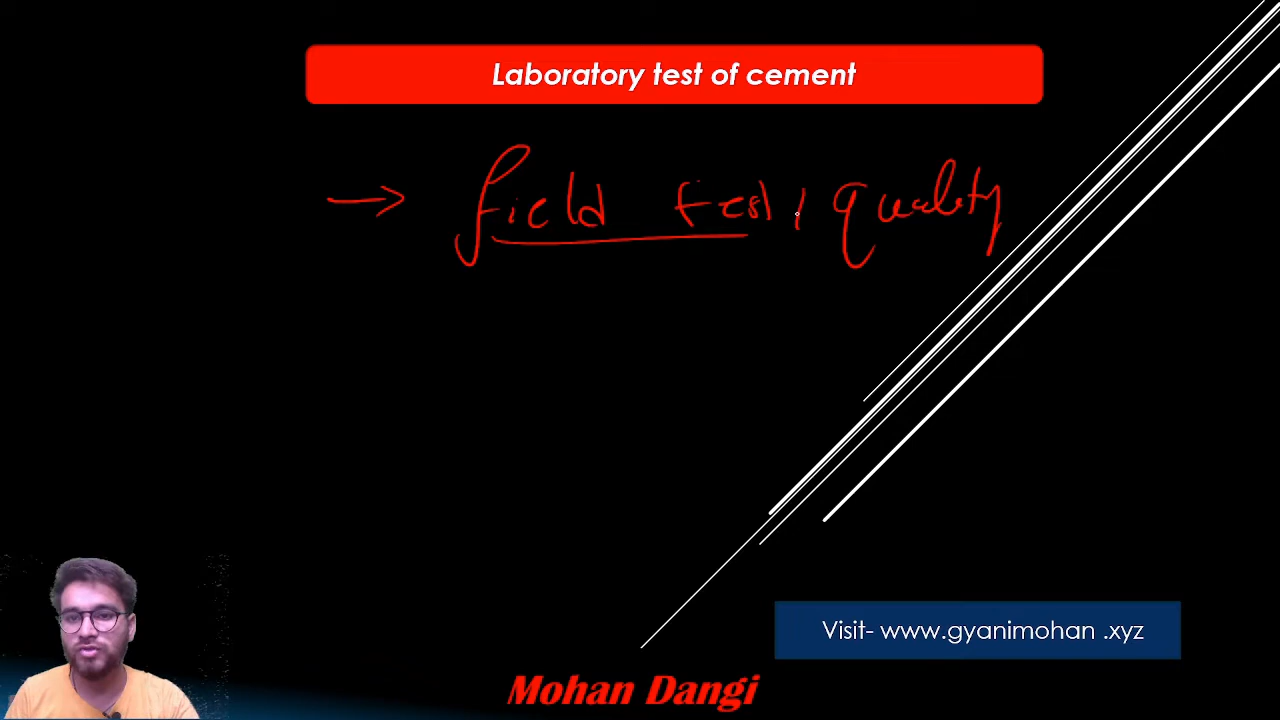 Laboratory test of cement
→ field test, quality
Visit- www.gyanimohan .xyz
Mohan Dangi